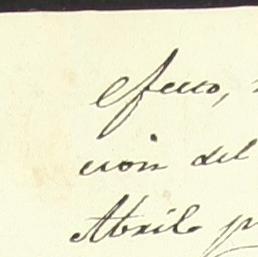 efecto,
cion del
Abril p